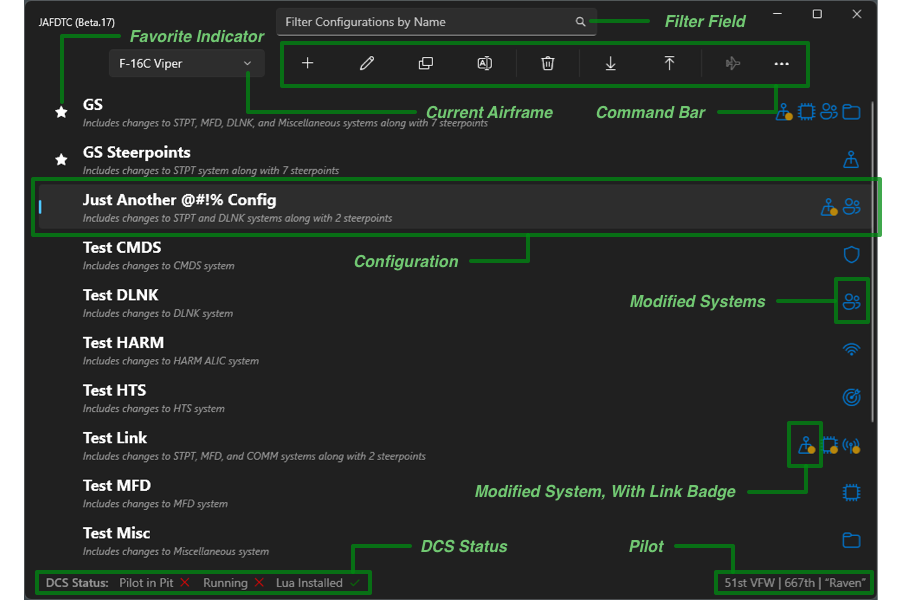 JAFDTC (Beta.17)
Filter Configurations by Name
Filter Field
Favorite Indicator
F-16C Viper
Current Airframe
Command Bar
GS
Includes changes to STPT, MFD, DLNK, and Miscellaneous systems along with 7 steerpoints
GS Steerpoints
Includes changes to STPT system along with 7 steerpoints
Just Another @#!% Config
Includes changes to STPT and DLNK systems along with 2 steerpoints
Configuration
Test CMDS
Includes changes to CMDS system
Test DLNK
Includes changes to DLNK system
Modified Systems
Test HARM
Includes changes to HARM ALIC system
Test HTS
Includes changes to HTS system
Test Link
Includes changes to STPT, MFD, and COMM systems along with 2 steerpoints
Modified System, With Link Badge
Test MFD
Includes changes to MFD system
Test Misc
Includes changes to Miscellaneous system
DCS Status
Pilot
DCS Status: Pilot in Pit Running Lua Installed
51st VFW | 667th | “Raven”